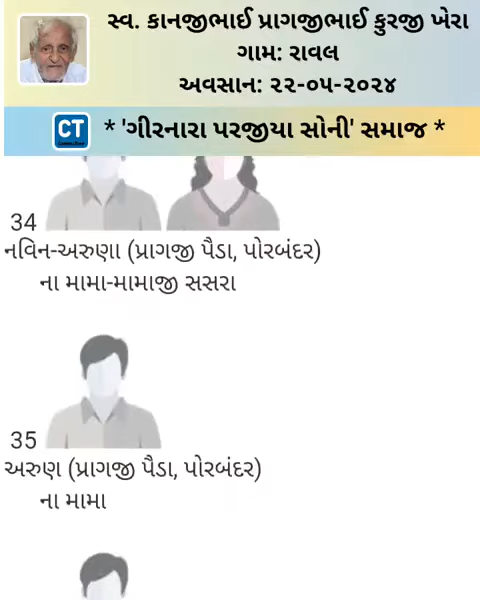 સ્વ. કાનજીભાઈ પ્રાગજીભાઈ કુરજી ખેરા
ગામ: રાવલ
અવસાન: ૨૨-૦૫-૨૦૨૪
CT
* 'ગીરનારા પરજીયા સોની' સમાજ *
34
નવિન-અરુણા (પ્રાગજી પૈડા, પોરબંદર)
ના મામા-મામાજી સસરા
35
અરુણ (પ્રાગજી પૈડા, પોરબંદર)
ના મામા